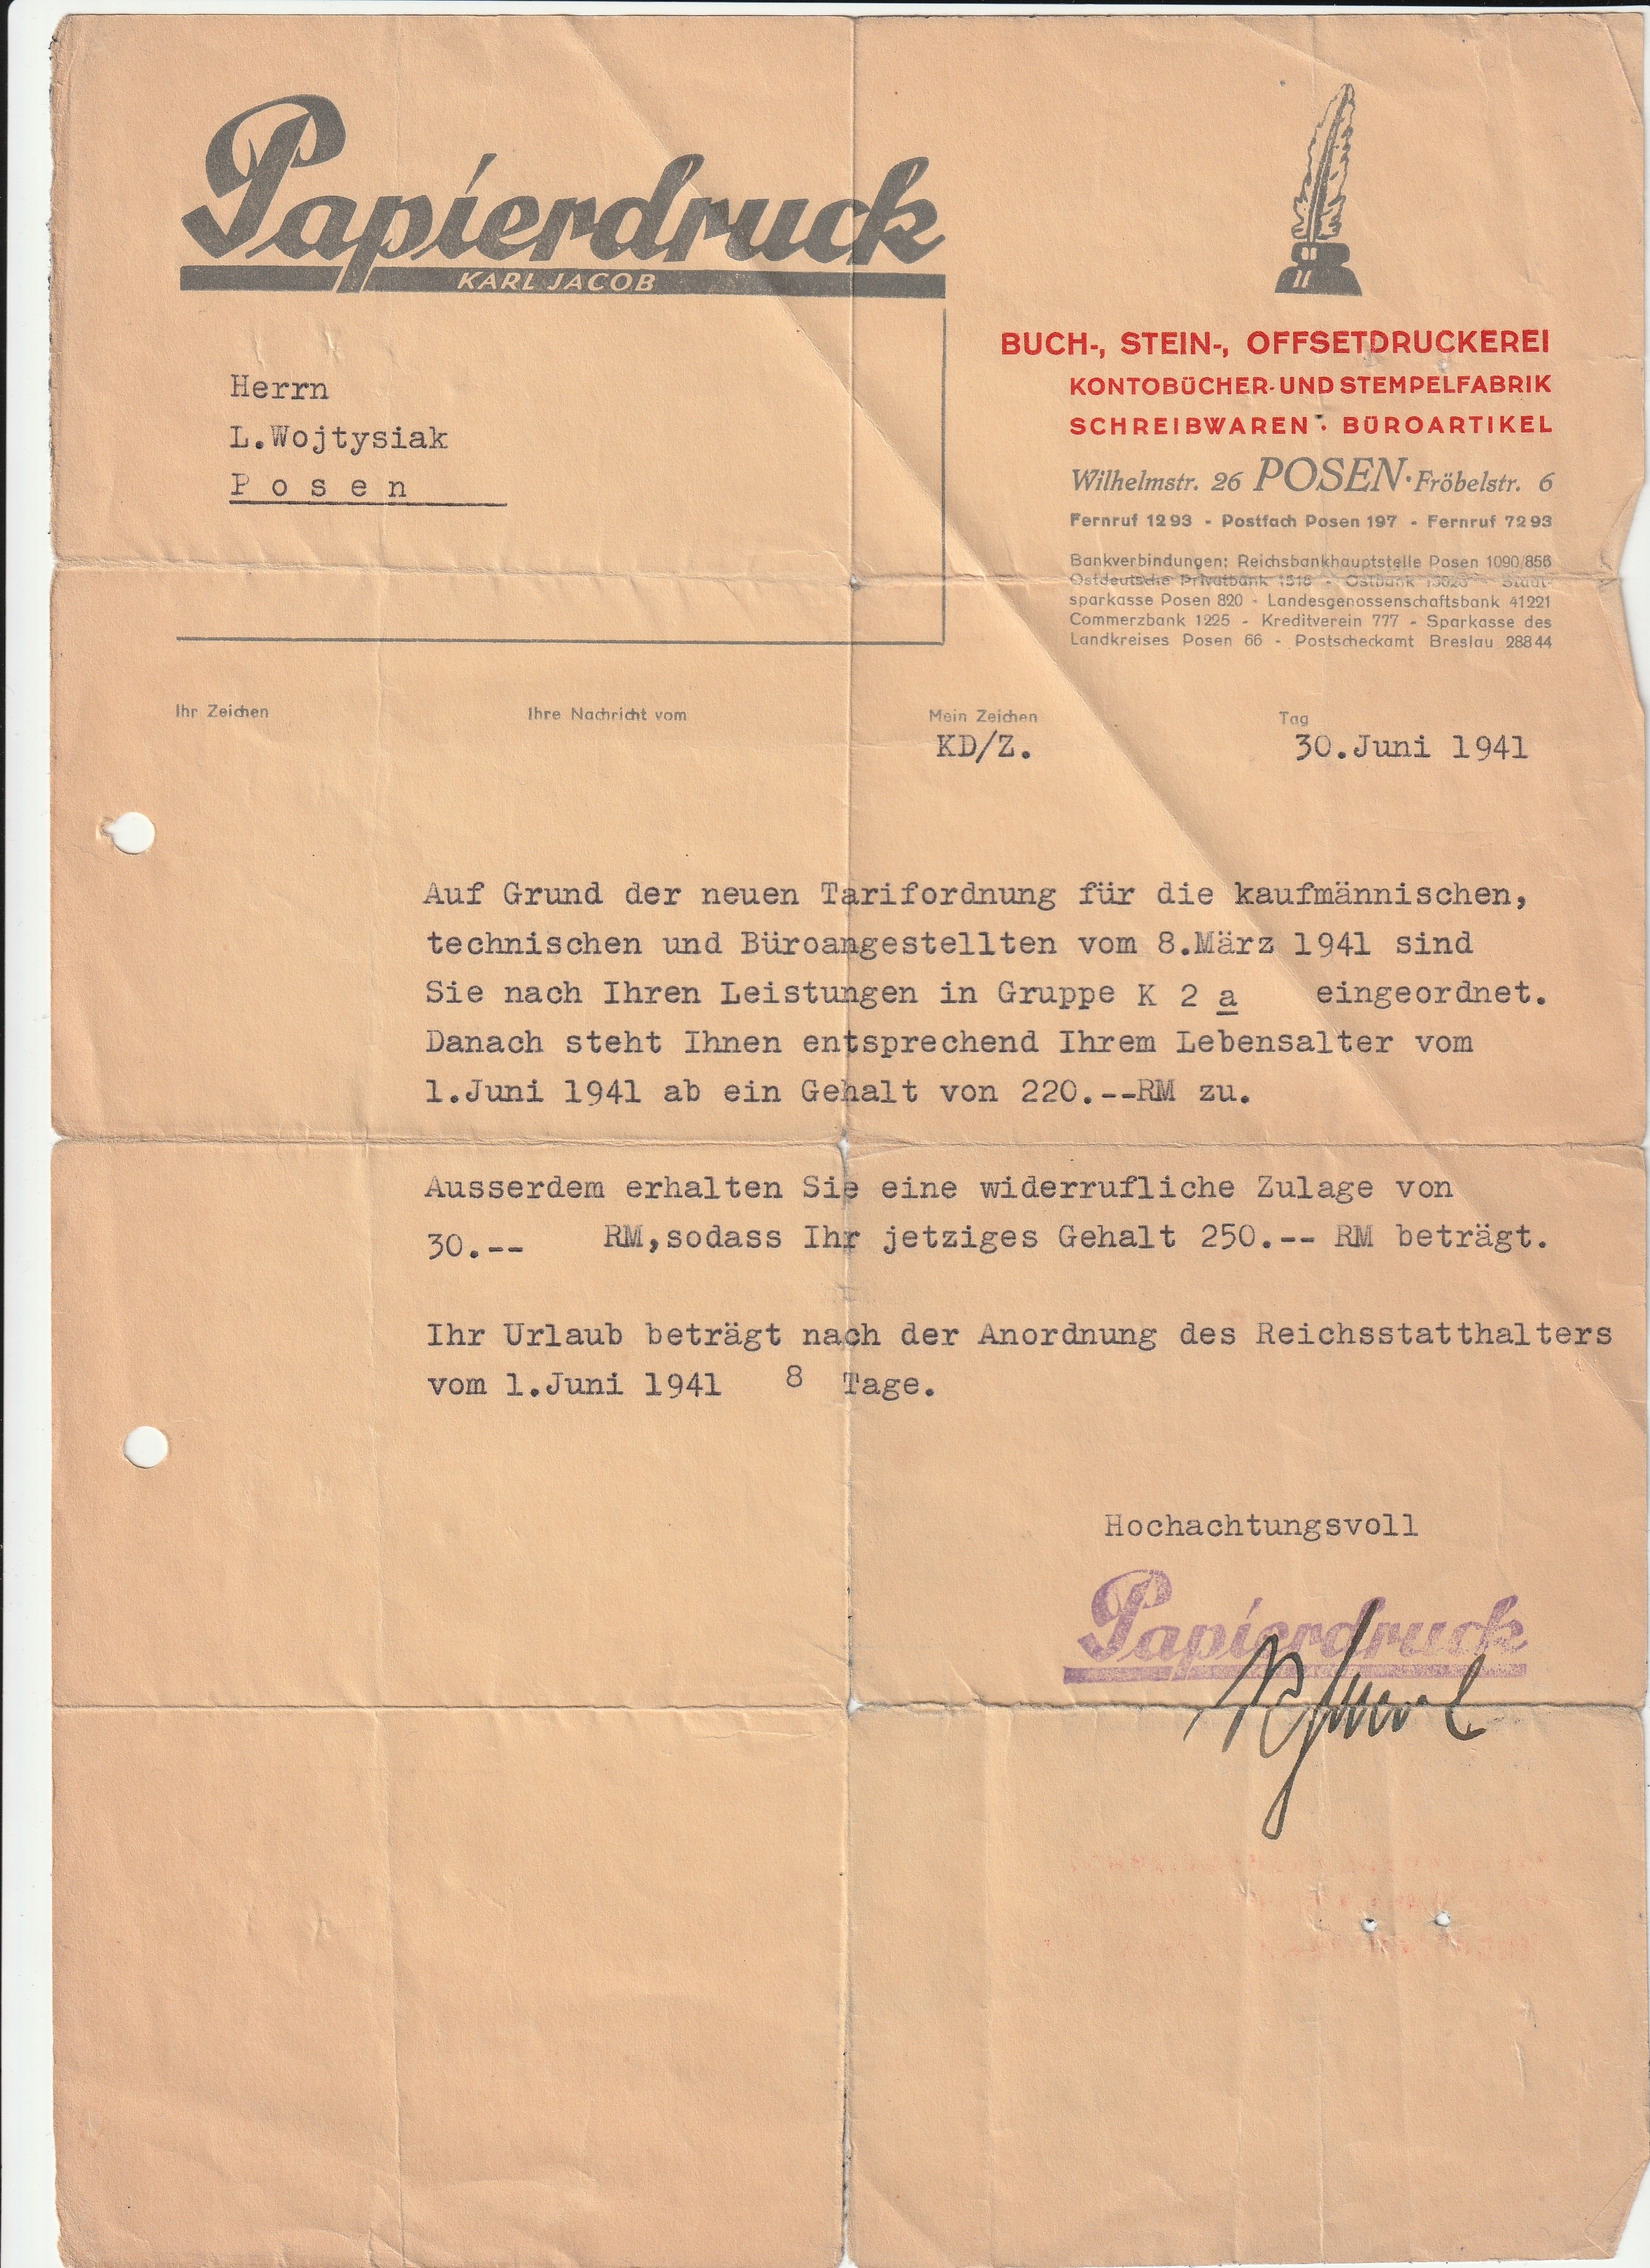 Papierdruck
KARL JACOB
BUCH-, STEIN-, OFFSETDRUCKEREI
KONTOBÜCHER- UND STEMPELFABRIK
SCHREIBWAREN · BÜROARTIKEL
Wilhelmstr. 26 POSEN · Fröbelstr. 6
Fernruf 1293 - Postfach Posen 197 - Fernruf 7293
Bankverbindungen: Reichsbankhauptstelle Posen 1090/856
Ostdeutsche Privatbank 1516 - Ostbank - Stadt-
sparkasse Posen 820 - Landesgenossenschaftsbank 41221
Commerzbank 1225 - Kreditverein 777 - Sparkasse des
Landkreises Posen 66 - Postscheckamt Breslau 28844
Herrn
L.Wojtysiak
P o s e n
Ihr Zeichen Ihre Nachricht vom Mein Zeichen Tag
KD/Z. 30.Juni 1941
Auf Grund der neuen Tarifordnung für die kaufmännischen,
technischen und Büroangestellten vom 8.März 1941 sind
Sie nach Ihren Leistungen in Gruppe K 2 a eingeordnet.
Danach steht Ihnen entsprechend Ihrem Lebensalter vom
1.Juni 1941 ab ein Gehalt von 220.--RM zu.
Ausserdem erhalten Sie eine widerrufliche Zulage von
30.-- RM,sodass Ihr jetziges Gehalt 250.-- RM beträgt.
Ihr Urlaub beträgt nach der Anordnung des Reichsstatthalters
vom 1.Juni 1941 8 Tage.
Hochachtungsvoll
Papierdruck